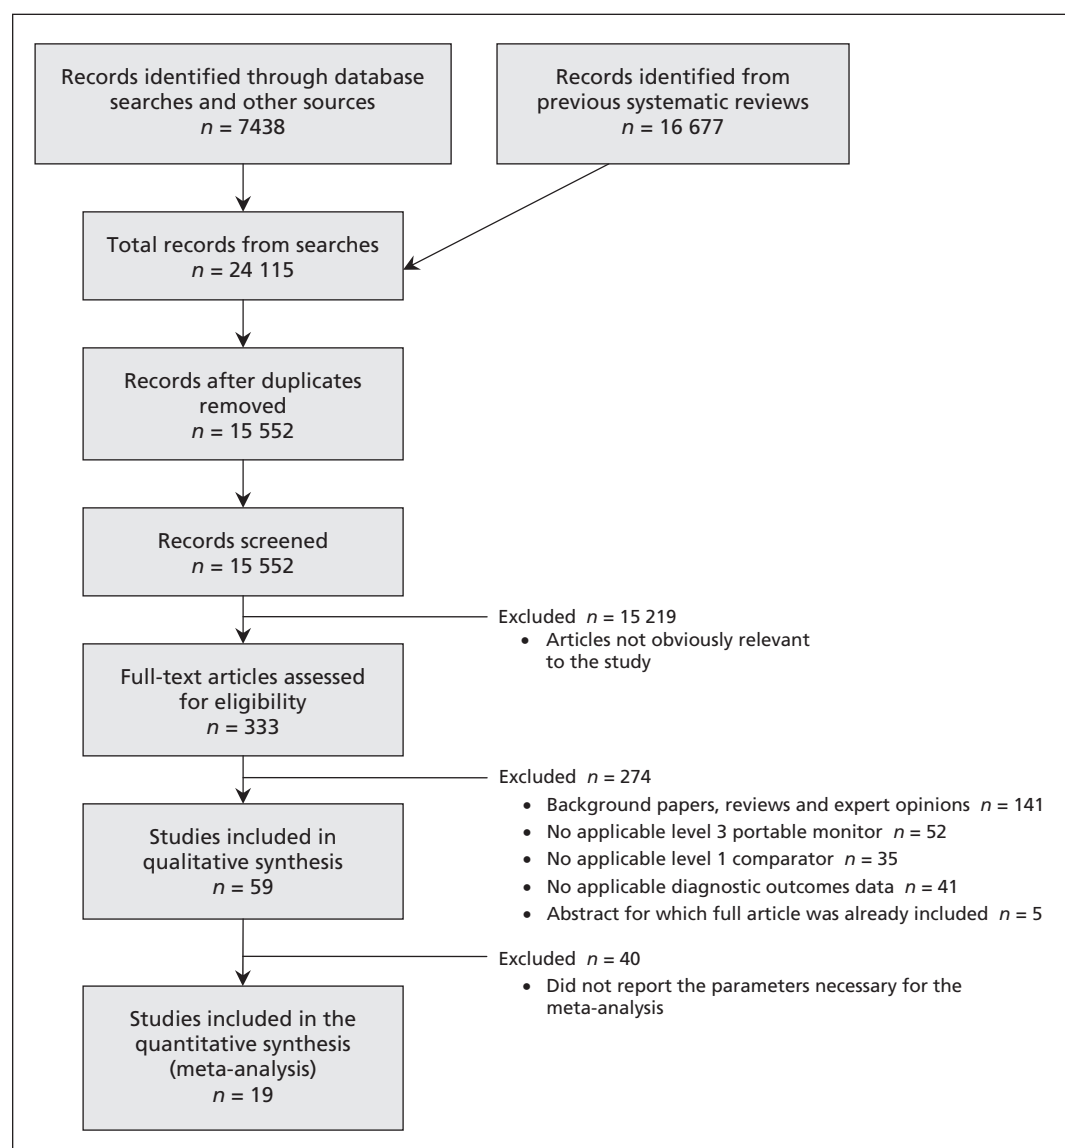 Records identified through database
searches and other sources
n = 7438
Records identified from
previous systematic reviews
n = 16 677
Total records from searches
n = 24 115
Records after duplicates
removed
n = 15 552
Records screened
n = 15 552
Excluded n = 15 219
• Articles not obviously relevant
to the study
Full-text articles assessed
for eligibility
n = 333
Excluded n = 274
• Background papers, reviews and expert opinions n = 141
• No applicable level 3 portable monitor n = 52
• No applicable level 1 comparator n = 35
• No applicable diagnostic outcomes data n = 41
• Abstract for which full article was already included n = 5
Studies included in
qualitative synthesis
n = 59
Excluded n = 40
• Did not report the parameters necessary for the
meta-analysis
Studies included in the
quantitative synthesis
(meta-analysis)
n = 19